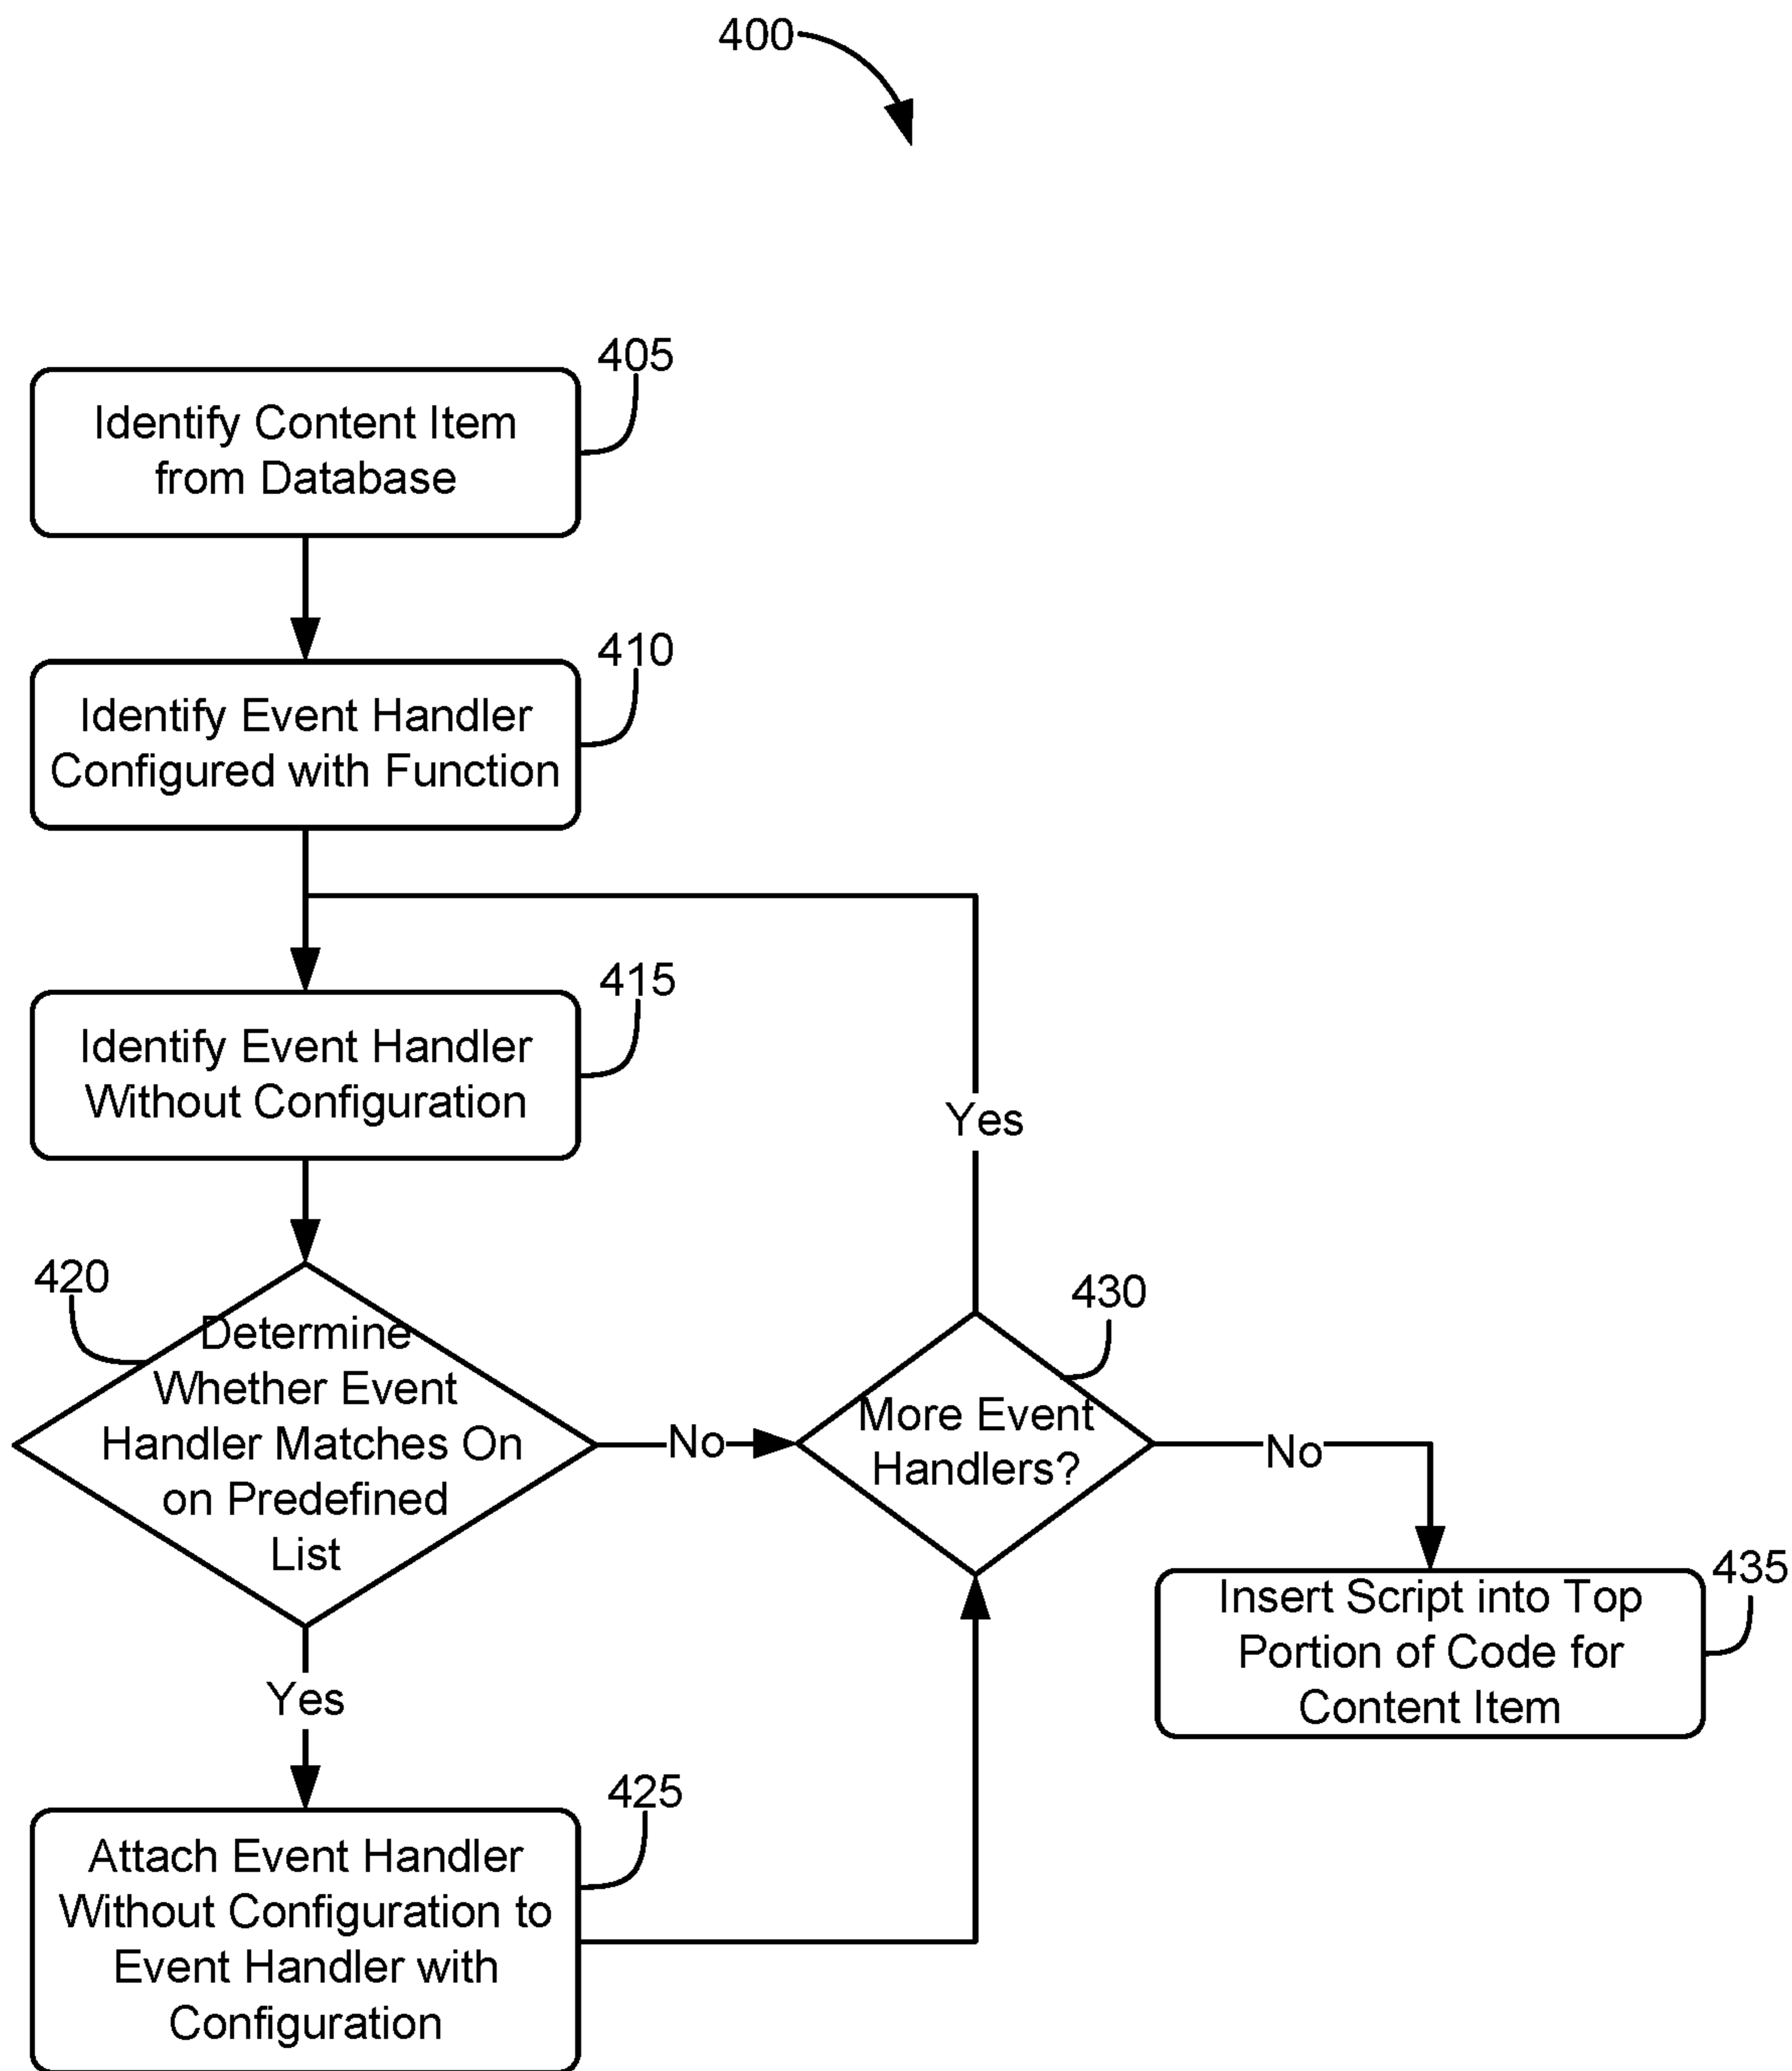 400
405
Identify Content Item
from Database
410
Identify Event Handler
Configured with Function
415
Identify Event Handler
Without Configuration
Yes
420
Determine
Whether Event
Handler Matches On
on Predefined
List
No
430
More Event
Handlers?
No
Yes
435
Insert Script into Top
Portion of Code for
Content Item
425
Attach Event Handler
Without Configuration to
Event Handler with
Configuration